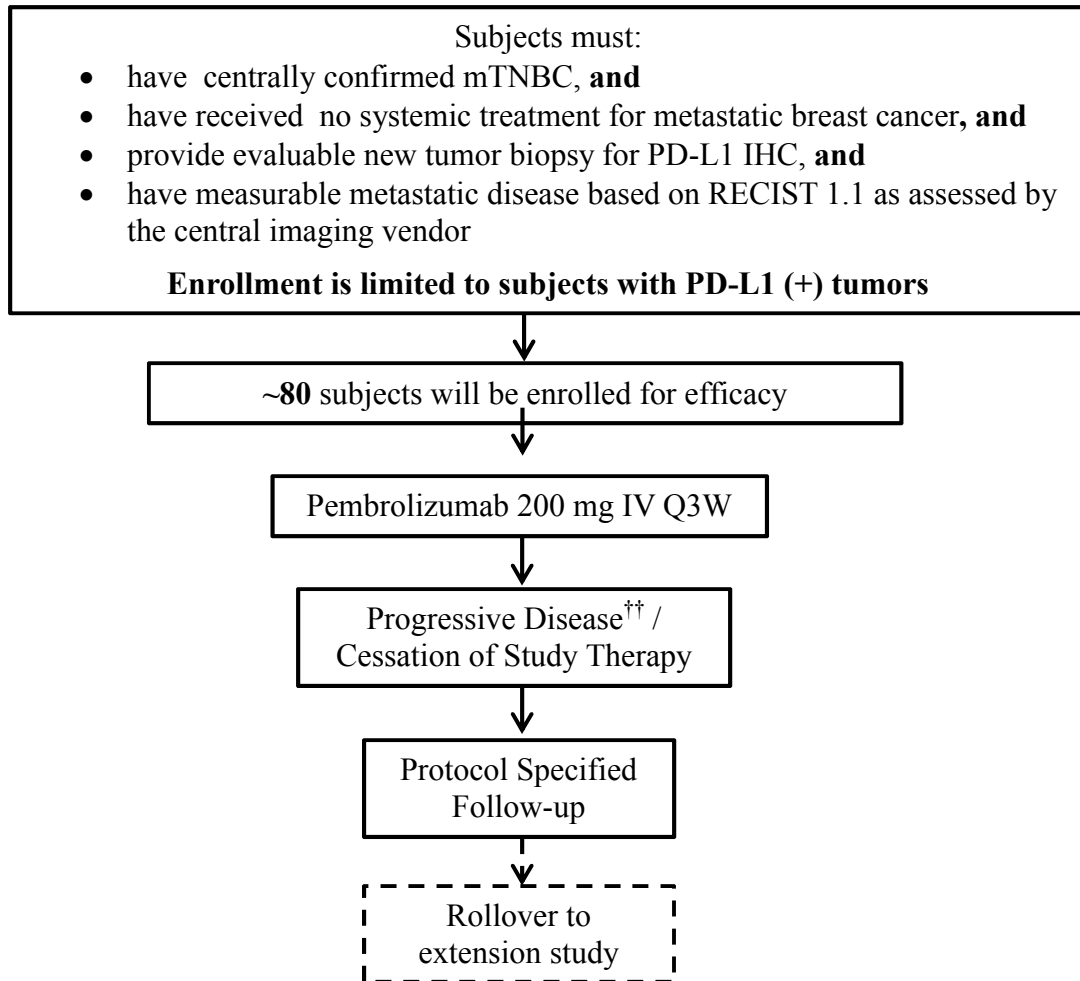 Subjects must:
• have centrally confirmed mTNBC, and
• have received no systemic treatment for metastatic breast cancer, and
• provide evaluable new tumor biopsy for PD-L1 IHC, and
• have measurable metastatic disease based on RECIST 1.1 as assessed by
the central imaging vendor
Enrollment is limited to subjects with PD-L1 (+) tumors
~80 subjects will be enrolled for efficacy
Pembrolizumab 200 mg IV Q3W
Progressive Disease†† /
Cessation of Study Therapy
Protocol Specified
Follow-up
Rollover to
extension study